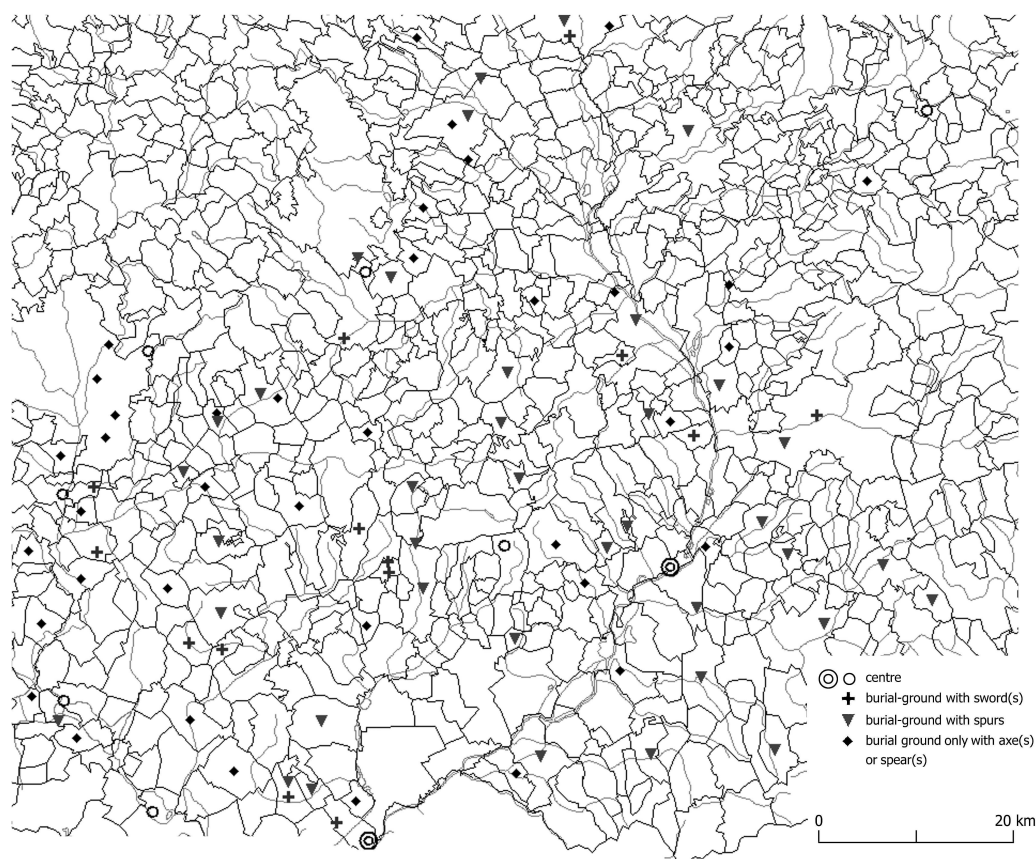 centre
burial-ground with sword(s)
burial-ground with spurs
burial ground only with axe(s)
or spear(s)
0 20 km